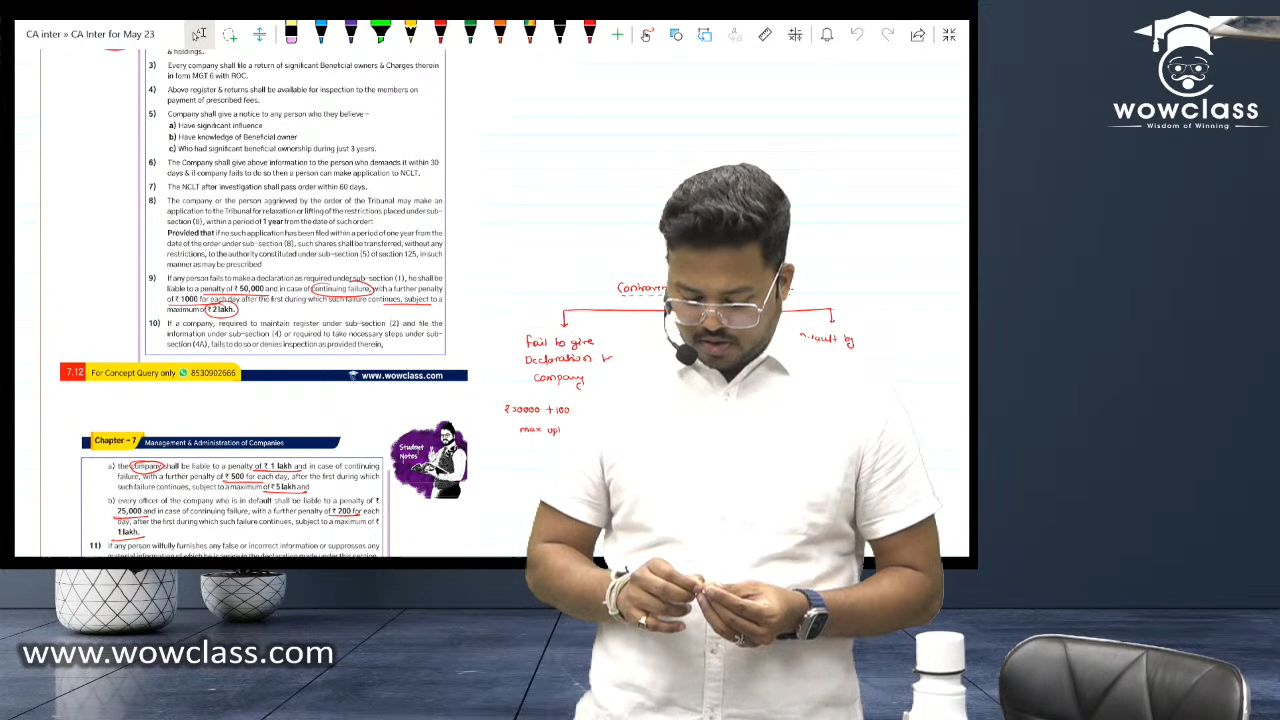 CA inter » CA Inter for May 23
& holdings.
3) Every company shall file a return of significant Beneficial owners & Charges therein
in form MGT 6 with ROC.
4) Above register & returns shall be available for inspection to the members on
payment of prescribed fees.
5) Company shall give a notice to any person who they believe –
a) Have significant influence
b) Have knowledge of Beneficial owner
c) Who had significant beneficial ownership during just 3 years.
6) The Company shall give above information to the person who demands it within 30
days & if company fails to do so then a person can make application to NCLT.
7) The NCLT after investigation shall pass order within 60 days.
8) The company or the person aggrieved by the order of the Tribunal may make an
application to the Tribunal for relaxation or lifting of the restrictions placed under sub-
section (8), within a period of 1 year from the date of such order:
Provided that if no such application has been filed within a period of one year from the
date of the order under sub-section (8), such shares shall be transferred, without any
restrictions, to the authority constituted under sub-section (5) of section 125, in such
manner as may be prescribed
9) If any person fails to make a declaration as required under sub-section (1), he shall be
liable to a penalty of ₹ 50,000 and in case of continuing failure, with a further penalty
of ₹ 1000 for each day after the first during which such failure continues, subject to a
maximum of ₹ 2 lakh.
10) If a company, required to maintain register under sub-section (2) and file the
information under sub-section (4) or required to take necessary steps under sub-
section (4A), fails to do so or denies inspection as provided therein,
7.12 For Concept Query only 8530902666 www.wowclass.com
Chapter – 7 Management & Administration of Companies
Student
Notes
a) the company shall be liable to a penalty of ₹ 1 lakh and in case of continuing
failure, with a further penalty of ₹ 500 for each day, after the first during which
such failure continues, subject to a maximum of ₹ 5 lakh and
b) every officer of the company who is in default shall be liable to a penalty of ₹
25,000 and in case of continuing failure, with a further penalty of ₹ 200 for each
day, after the first during which such failure continues, subject to a maximum of ₹
1 lakh.
11) If any person wilfully furnishes any false or incorrect information or suppresses any
material information of which he is aware in the declaration made under this section,
Fail to give
Declaration
Company
max
by
wowclass
Wisdom of Winning
www.wowclass.com